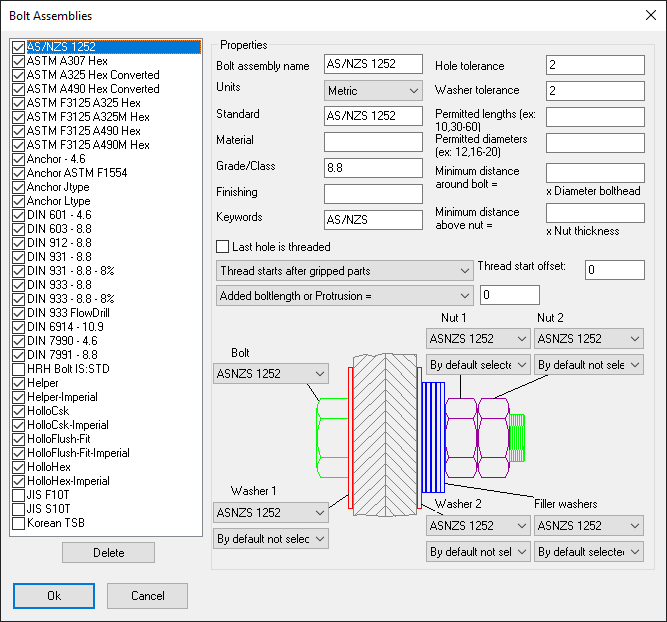 Bolt Assemblies
AS/NZS 1252
ASTM A307 Hex
ASTM A325 Hex Converted
ASTM A490 Hex Converted
ASTM F3125 A325 Hex
ASTM F3125 A325M Hex
ASTM F3125 A490 Hex
ASTM F3125 A490M Hex
Anchor - 4.6
Anchor ASTM F1554
Anchor Jtype
Anchor Ltype
DIN 601 - 4.6
DIN 603 - 8.8
DIN 912 - 8.8
DIN 931 - 8.8
DIN 931 - 8.8 - 8%
DIN 933 - 8.8
DIN 933 - 8.8 - 8%
DIN 933 FlowDrill
DIN 6914 - 10.9
DIN 7990 - 4.6
DIN 7991 - 8.8
HRH Bolt IS:STD
Helper
Helper-Imperial
HolloCsk
HolloCsk-Imperial
HolloFlush-Fit
HolloFlush-Fit-Imperial
HolloHex
HolloHex-Imperial
JIS F10T
JIS S10T
Korean TSB
Delete
Ok
Cancel
Properties
Bolt assembly name
AS/NZS 1252
Units
Metric
Standard
AS/NZS 1252
Material
Grade/Class
8.8
Finishing
Keywords
AS/NZS
Hole tolerance
2
Washer tolerance
2
Permitted lengths (ex:
10,30-60)
Permitted diameters
(ex: 12,16-20)
Minimum distance
around bolt =
x Diameter bolthead
Minimum distance
above nut =
x Nut thickness
Last hole is threaded
Thread starts after gripped parts
Thread start offset:
0
Added boltlength or Protrusion =
0
Nut 1
ASNZS 1252
By default selecte
Nut 2
ASNZS 1252
By default not sele
Bolt
ASNZS 1252
Washer 1
ASNZS 1252
By default not selec
Washer 2
ASNZS 1252
By default not sel
Filler washers
ASNZS 1252
By default selected